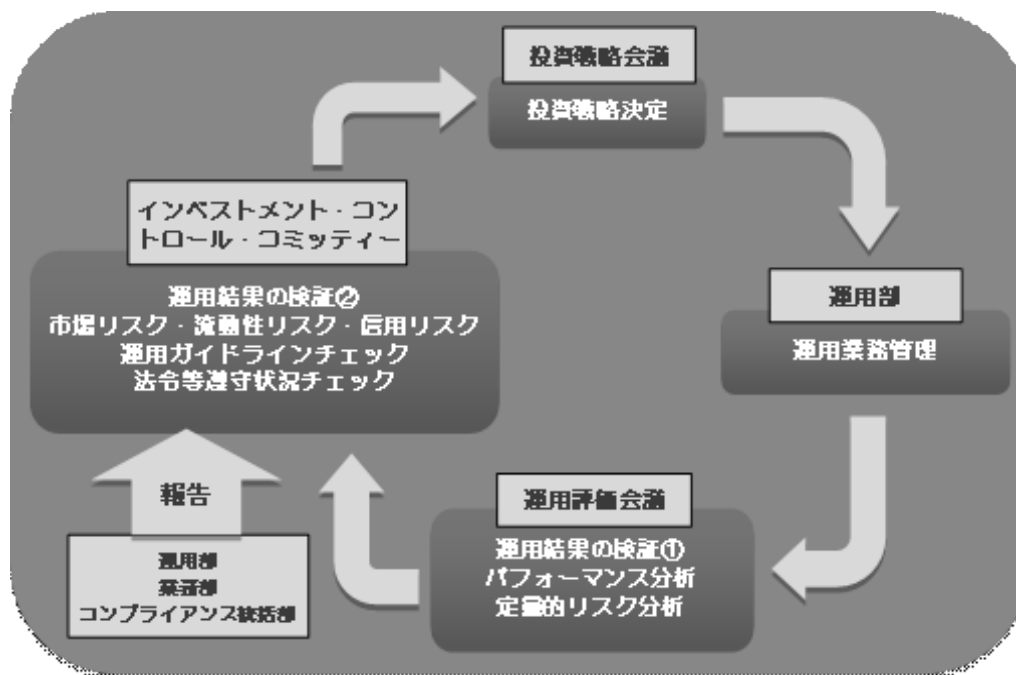 投資戦略会議
投資戦略決定
インベストメント・コン
トロール・コミッティー
運用結果の検証②
市場リスク・流動性リスク・信用リスク
運用ガイドラインチェック
法令等遵守状況チェック
運用部
運用業務管理
運用評価会議
運用結果の検証①
パフォーマンス分析
定量的リスク分析
報告
運用部
業務部
コンプライアンス統括部